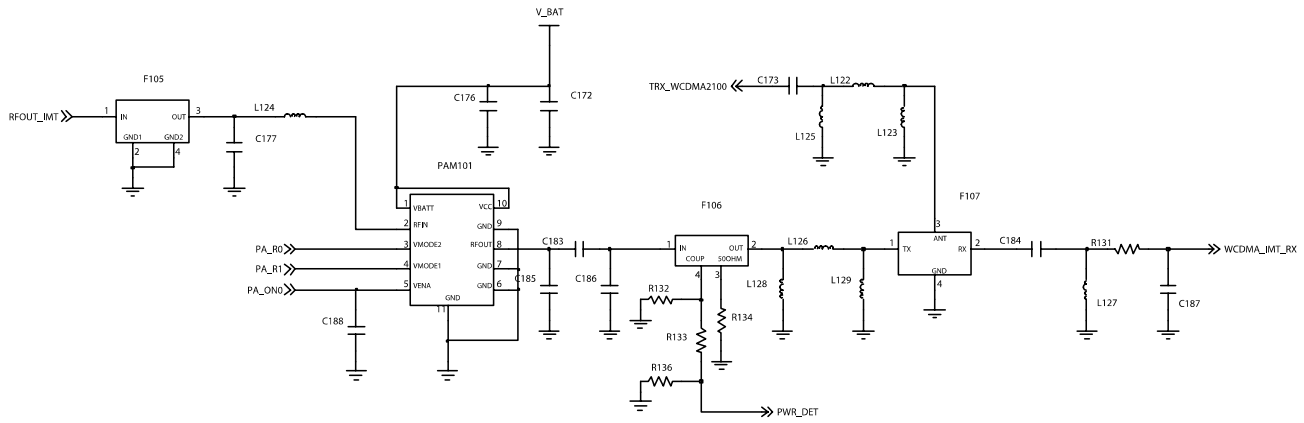 V_BAT
F105
RFOUT_IMT
1
IN
OUT
3
GND1
GND2
2
4
L124
C177
C176
C172
TRX_WCDMA2100
C173
L122
L125
L123
PAM101
1
VBATT
VCC
10
2
RFIN
GND
9
PA_R0
3
VMODE2
RFOUT
8
PA_R1
4
VMODE1
GND
7
PA_ON0
5
VENA
GND
6
GND
11
C188
C183
C185
C186
F106
1
IN
OUT
2
COUP
50OHM
4
3
R132
R133
R134
R136
PWR_DET
L126
L128
L129
F107
3
ANT
1
TX
RX
2
GND
4
C184
R131
WCDMA_IMT_RX
L127
C187